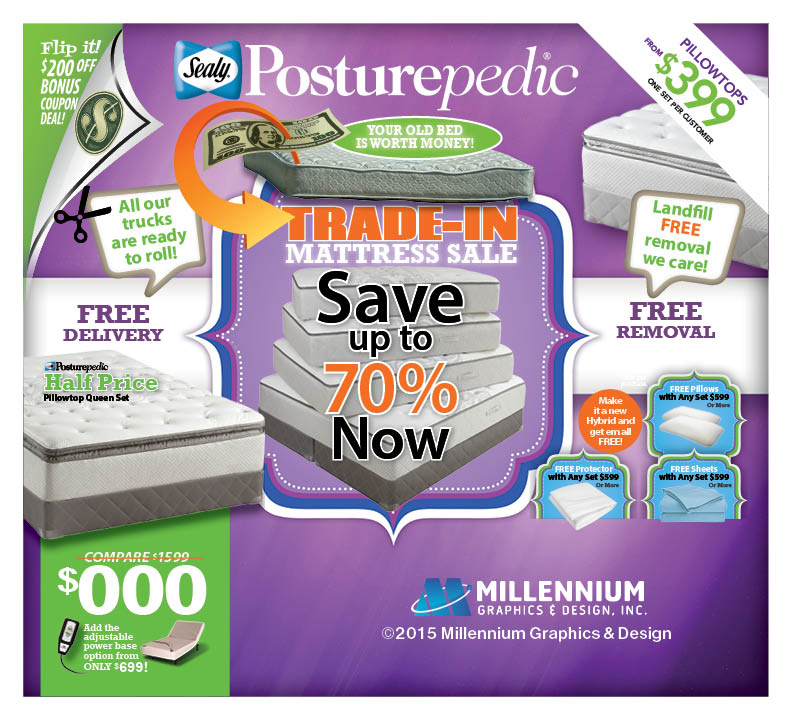 Flip it!
$200 OFF
BONUS
COUPON
DEAL!
Sealy
Posturepedic®
PILLOWTOPS
FROM $399
ONE SET PER CUSTOMER
YOUR OLD BED
IS WORTH MONEY!
All our
trucks
are ready
to roll!
TRADE-IN
MATTRESS SALE
Landfill
FREE
removal
we care!
FREE
DELIVERY
Save
up to
70%
Now
FREE
REMOVAL
Posturepedic
Half Price
Pillowtop Queen Set
Make
it a new
Hybrid and
get em all
FREE!
FREE Pillows
with Any Set $599
Or More
FREE Protector
with Any Set $599
Or More
FREE Sheets
with Any Set $599
Or More
COMPARE $1599
$000
Add the
adjustable
power base
option from
ONLY $699!
MILLENNIUM
GRAPHICS & DESIGN, INC.
©2015 Millennium Graphics & Design